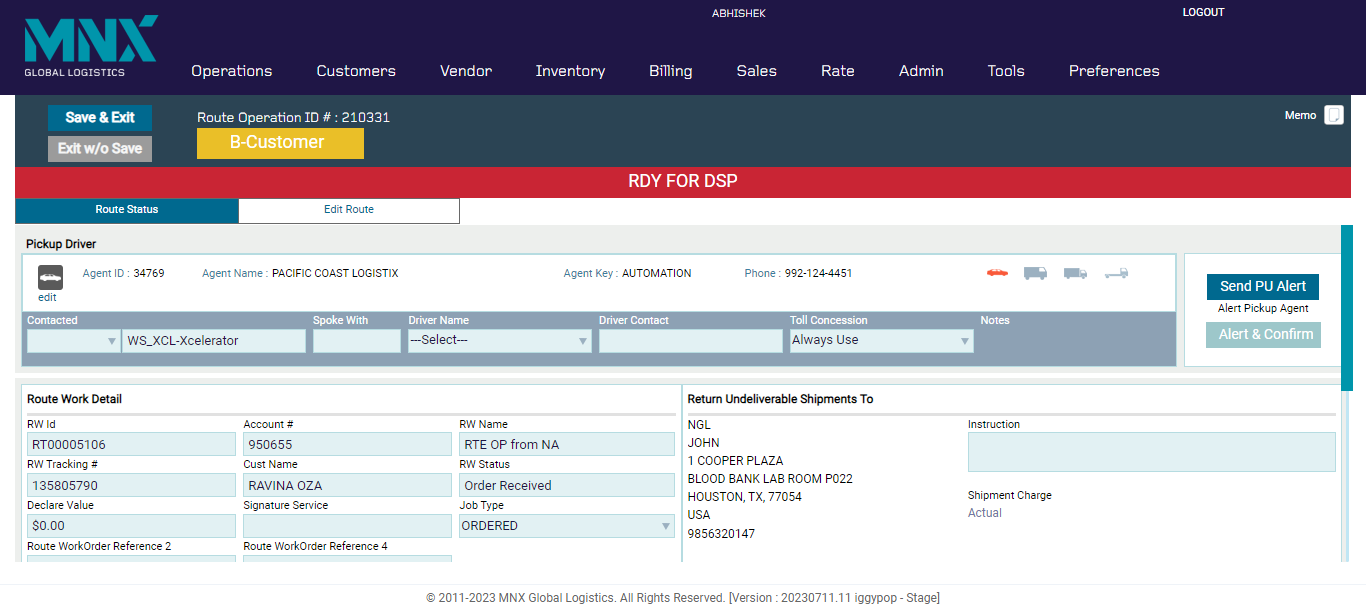 ABHISHEK
LOGOUT
MNX
GLOBAL LOGISTICS
Operations Customers Vendor Inventory Billing Sales Rate Admin Tools Preferences
Save & Exit
Exit w/o Save
Route Operation ID # : 210331
B-Customer
Memo
RDY FOR DSP
Route Status Edit Route
Pickup Driver
edit
Agent ID : 34769 Agent Name : PACIFIC COAST LOGISTIX Agent Key : AUTOMATION Phone : 992-124-4451
Contacted Spoke With Driver Name Driver Contact Toll Concession Notes
WS_XCL-Xcelerator ---Select--- Always Use
Send PU Alert
Alert Pickup Agent
Alert & Confirm
Route Work Detail
RW Id Account # RW Name
RT00005106 950655 RTE OP from NA
RW Tracking # Cust Name RW Status
135805790 RAVINA OZA Order Received
Declare Value Signature Service Job Type
$0.00 ORDERED
Route WorkOrder Reference 2 Route WorkOrder Reference 4
Return Undeliverable Shipments To
NGL
JOHN
1 COOPER PLAZA
BLOOD BANK LAB ROOM P022
HOUSTON, TX, 77054
USA
9856320147
Instruction
Shipment Charge
Actual
© 2011-2023 MNX Global Logistics. All Rights Reserved. [Version : 20230711.11 iggypop - Stage]